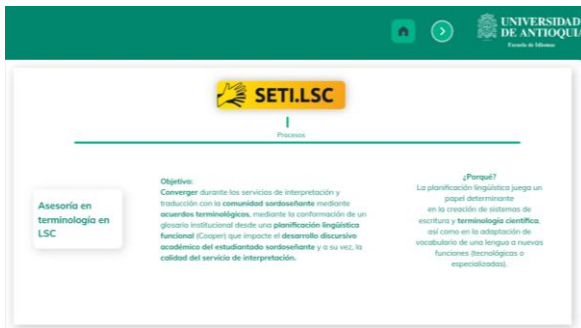 UNIVERSIDAD
DE ANTIOQUIA
Escuela de Idiomas
SETI.LSC
Procesos
Asesoría en
terminología en
LSC
Objetivo:
Converger durante los servicios de interpretación y
traducción con la comunidad sordoseñante mediante
acuerdos terminológicos, mediante la conformación de un
glosario institucional desde una planificación lingüística
funcional (Cooper) que impacte el desarrollo discursivo
académico del estudiantado sordoseñante y a su vez, la
calidad del servicio de interpretación.
¿Porqué?
La planificación lingüística juega un
papel determinante
en la creación de sistemas de
escritura y terminología científica,
así como en la adaptación de
vocabulario de una lengua a nuevas
funciones (tecnológicas o
especializadas).